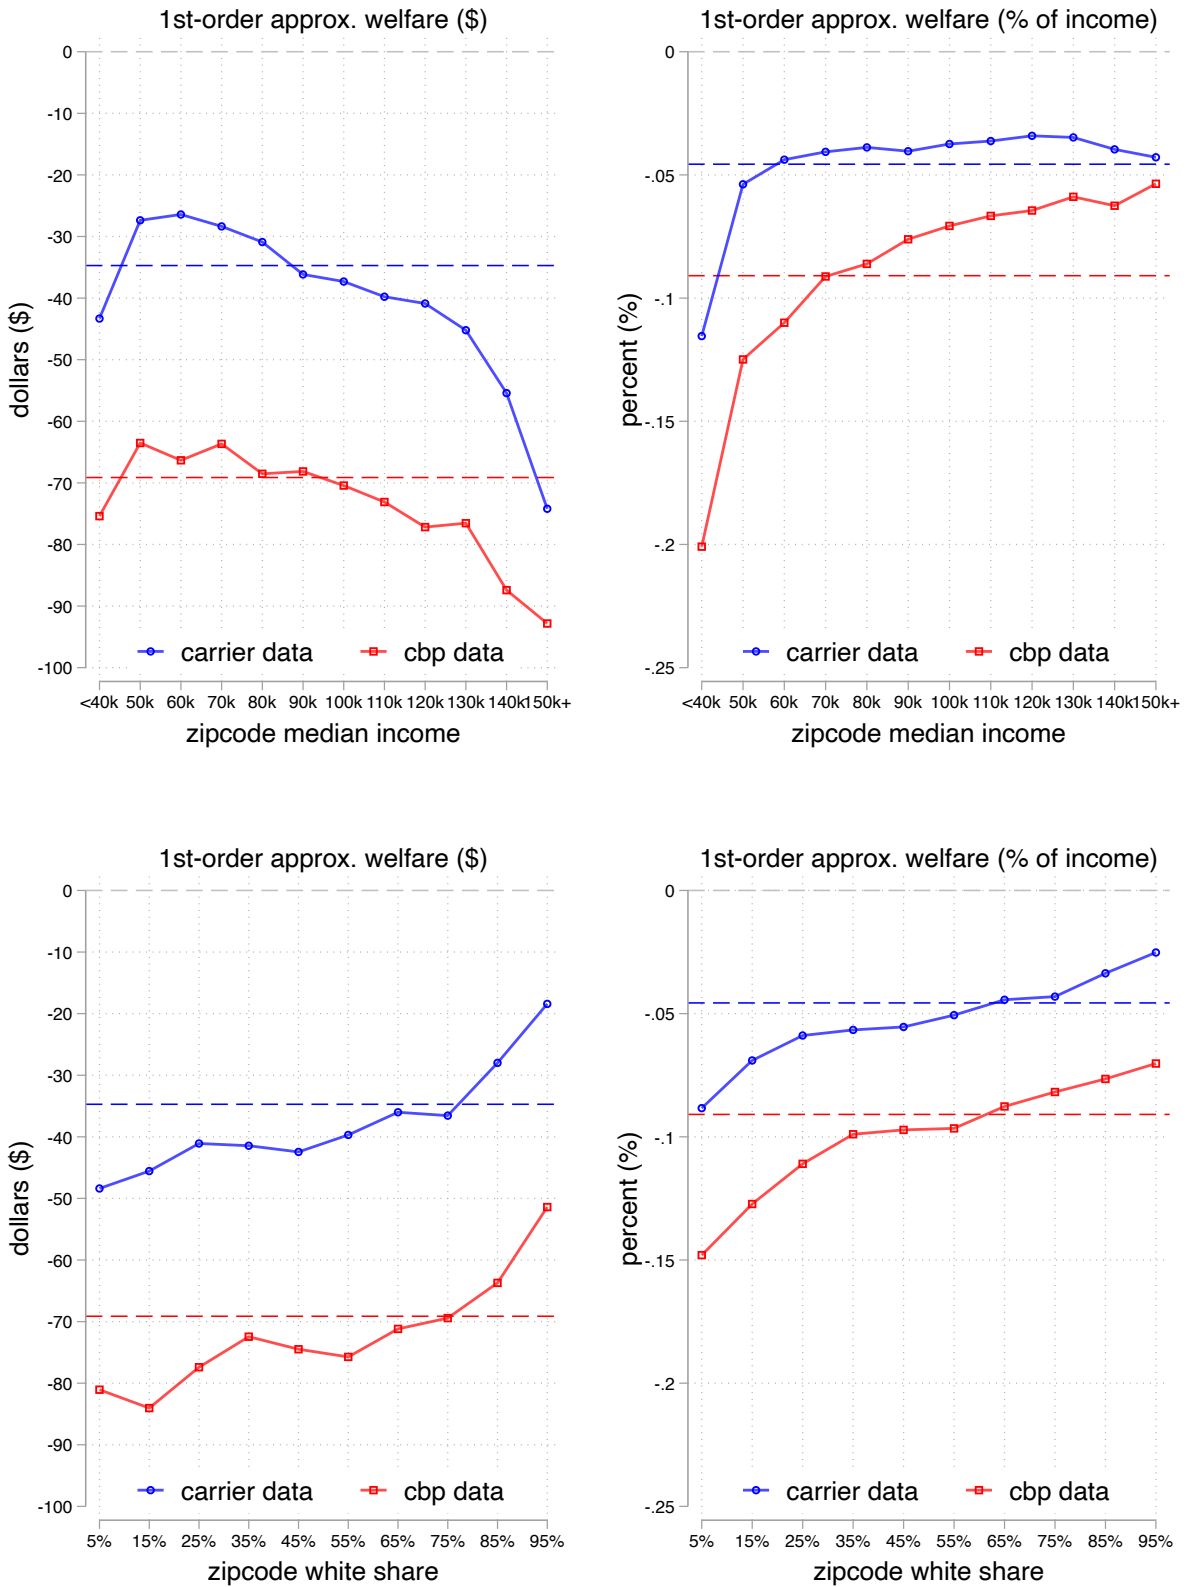 1st-order approx. welfare ($)
0
-10
-20
-30
-40
-50
-60
-70
-80
-90
-100
dollars ($)
carrier data
cbp data
<40k 50k 60k 70k 80k 90k 100k 110k 120k 130k 140k 150k+
zipcode median income
1st-order approx. welfare (% of income)
0
-.05
-.1
-.15
-.2
-.25
percent (%)
carrier data
cbp data
<40k 50k 60k 70k 80k 90k 100k 110k 120k 130k 140k 150k+
zipcode median income
1st-order approx. welfare ($)
0
-10
-20
-30
-40
-50
-60
-70
-80
-90
-100
dollars ($)
carrier data
cbp data
5% 15% 25% 35% 45% 55% 65% 75% 85% 95%
zipcode white share
1st-order approx. welfare (% of income)
0
-.05
-.1
-.15
-.2
-.25
percent (%)
carrier data
cbp data
5% 15% 25% 35% 45% 55% 65% 75% 85% 95%
zipcode white share